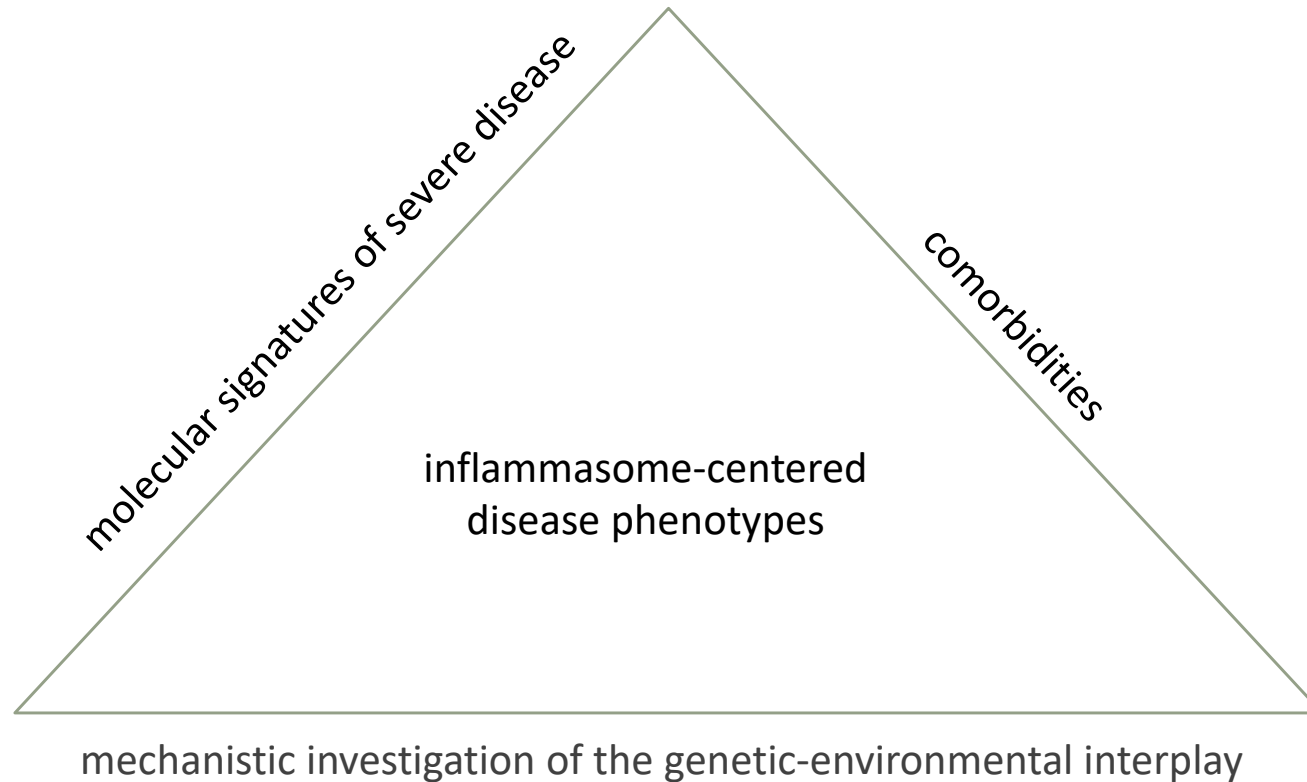 molecular signatures of severe disease
comorbidities
inflammasome-centered
disease phenotypes
mechanistic investigation of the genetic-environmental interplay